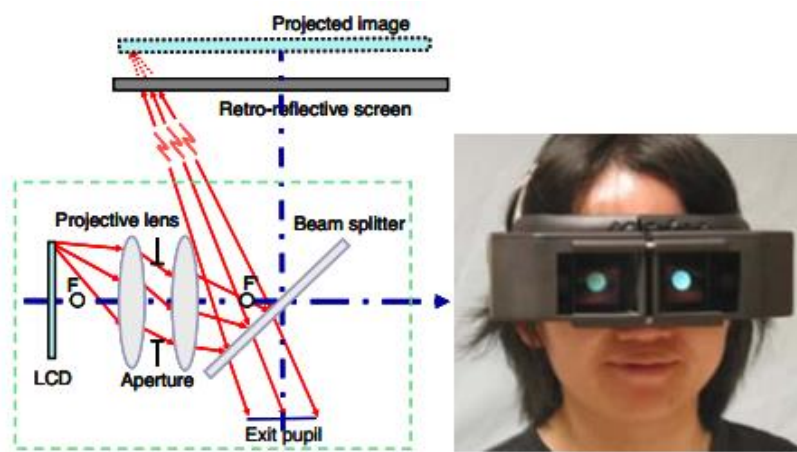 Projected image
Retro-reflective screen
Projective lens
Beam splitter
F
F
LCD
Aperture
Exit pupil